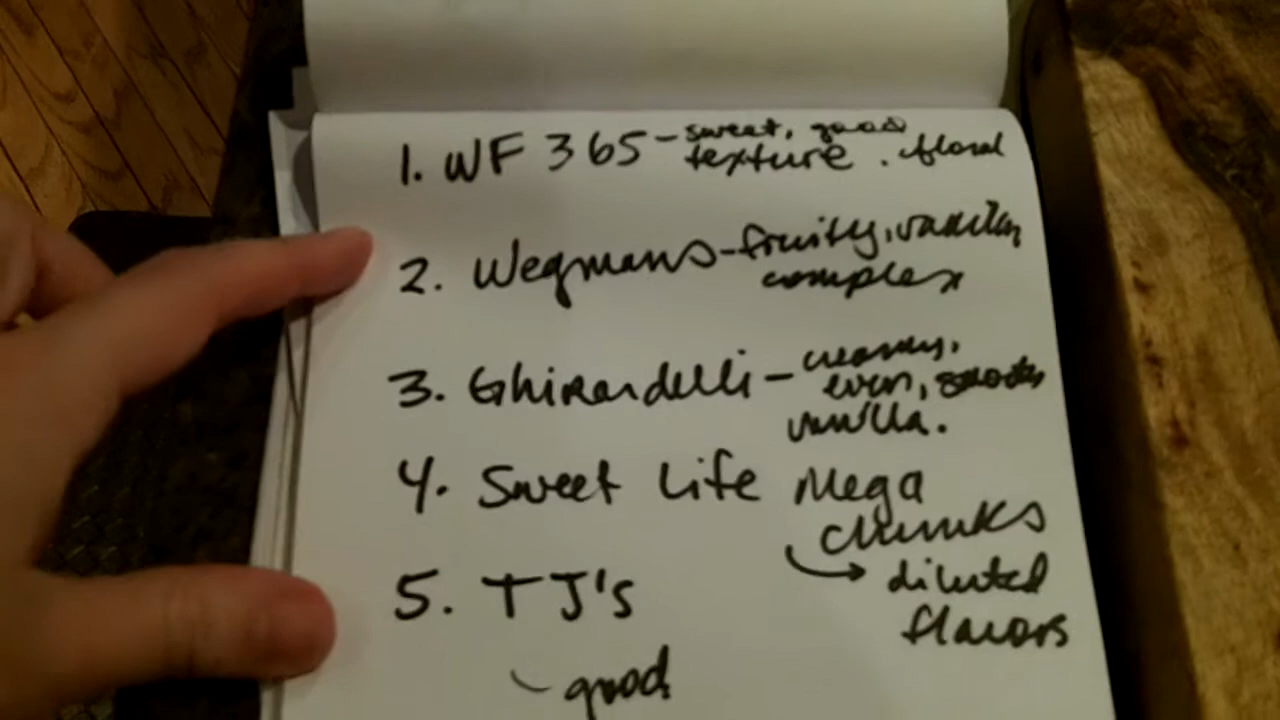 1. WF 365 - sweet, good
texture. floral
2. Wegmans - fruity, vanilla,
complex
3. Ghirardelli - creamy,
even, smooth
vanilla.
4. Sweet Life Mega
chunks
diluted
flavors
5. TJ's
good